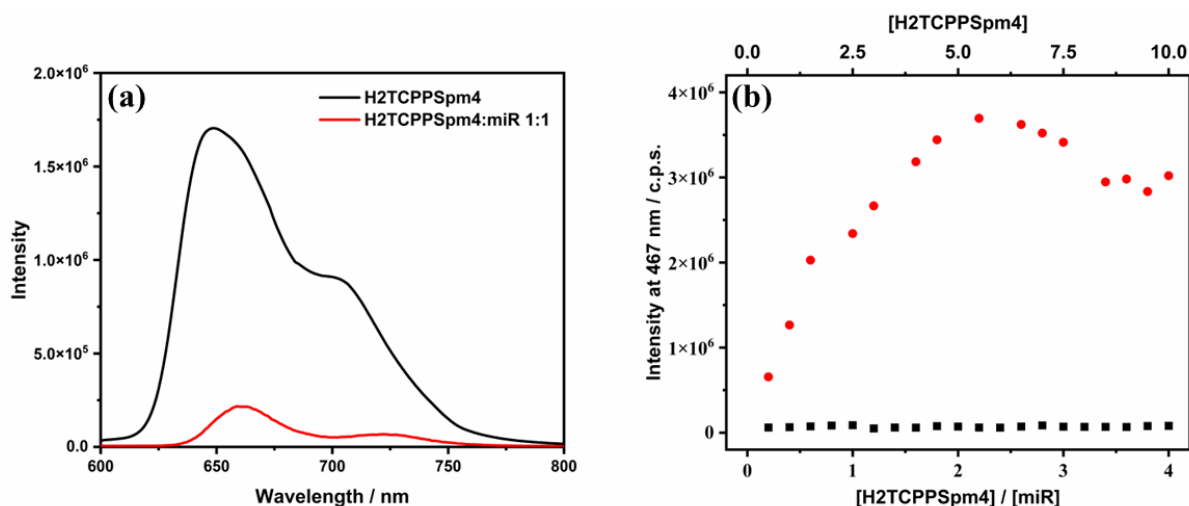 (a)
H2TCPPSpm4
H2TCPPSpm4:miR 1:1
Intensity
2.0×10⁶
1.5×10⁶
1.0×10⁶
5.0×10⁵
0.0
600 650 700 750 800
Wavelength / nm
[H2TCPPSpm4]
0.0 2.5 5.0 7.5 10.0
(b)
Intensity at 467 nm / c.p.s.
4×10⁶
3×10⁶
2×10⁶
1×10⁶
0
0 1 2 3 4
[H2TCPPSpm4] / [miR]